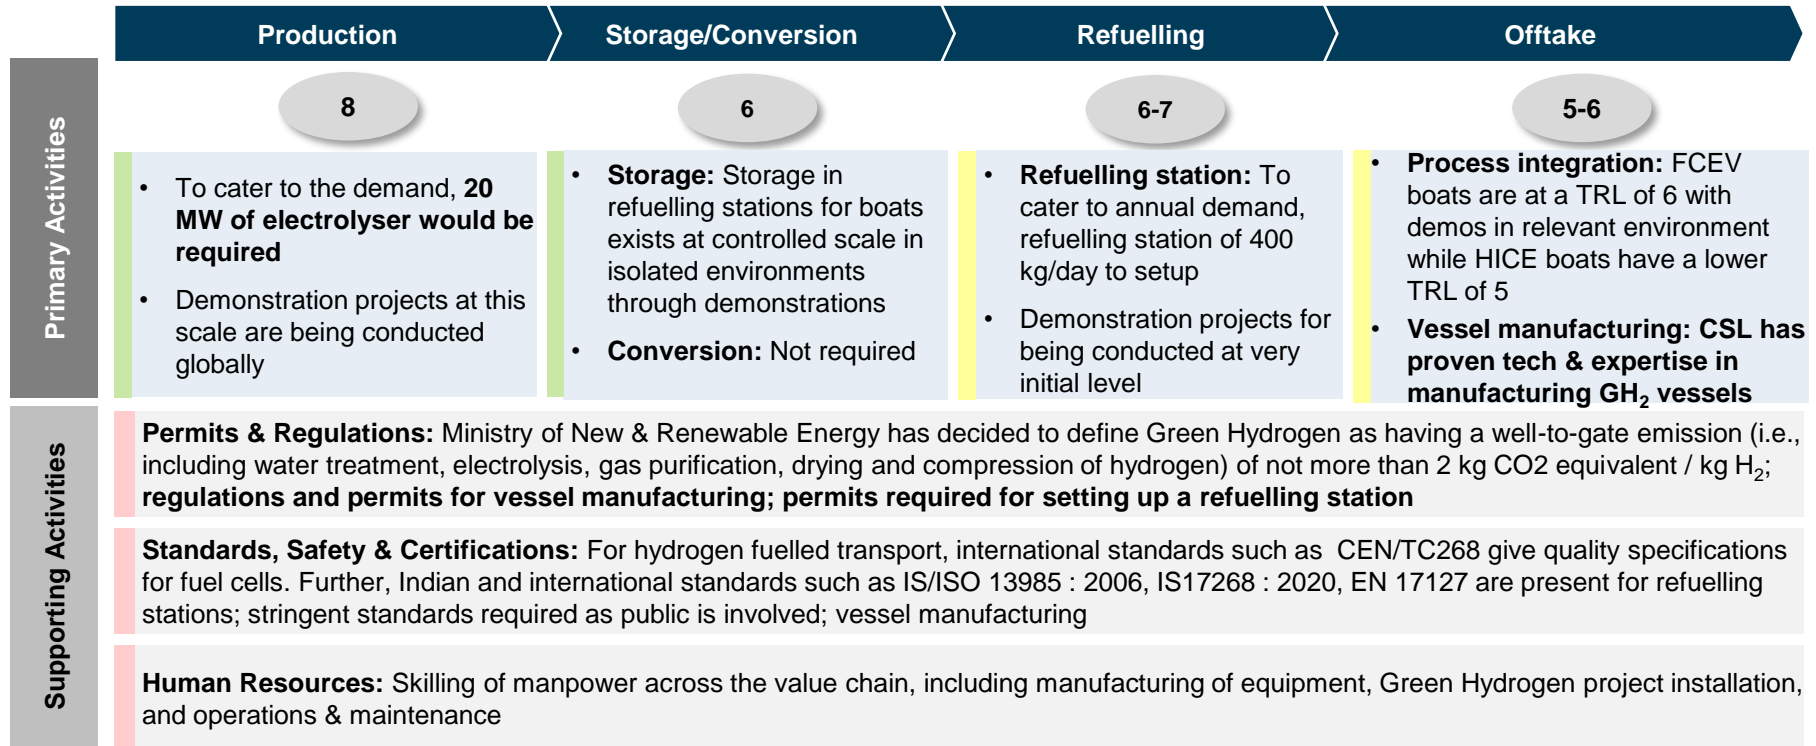 Production
Storage/Conversion
Refuelling
Offtake
Primary Activities
8
6
6-7
5-6
• To cater to the demand, 20
MW of electrolyser would be
required
• Demonstration projects at this
scale are being conducted
globally
• Storage: Storage in
refuelling stations for boats
exists at controlled scale in
isolated environments
through demonstrations
• Conversion: Not required
• Refuelling station: To
cater to annual demand,
refuelling station of 400
kg/day to setup
• Demonstration projects for
being conducted at very
initial level
• Process integration: FCEV
boats are at a TRL of 6 with
demos in relevant environment
while HICE boats have a lower
TRL of 5
• Vessel manufacturing: CSL has
proven tech & expertise in
manufacturing GH₂ vessels
Supporting Activities
Permits & Regulations: Ministry of New & Renewable Energy has decided to define Green Hydrogen as having a well-to-gate emission (i.e.,
including water treatment, electrolysis, gas purification, drying and compression of hydrogen) of not more than 2 kg CO2 equivalent / kg H₂;
regulations and permits for vessel manufacturing; permits required for setting up a refuelling station
Standards, Safety & Certifications: For hydrogen fuelled transport, international standards such as CEN/TC268 give quality specifications
for fuel cells. Further, Indian and international standards such as IS/ISO 13985 : 2006, IS17268 : 2020, EN 17127 are present for refuelling
stations; stringent standards required as public is involved; vessel manufacturing
Human Resources: Skilling of manpower across the value chain, including manufacturing of equipment, Green Hydrogen project installation,
and operations & maintenance